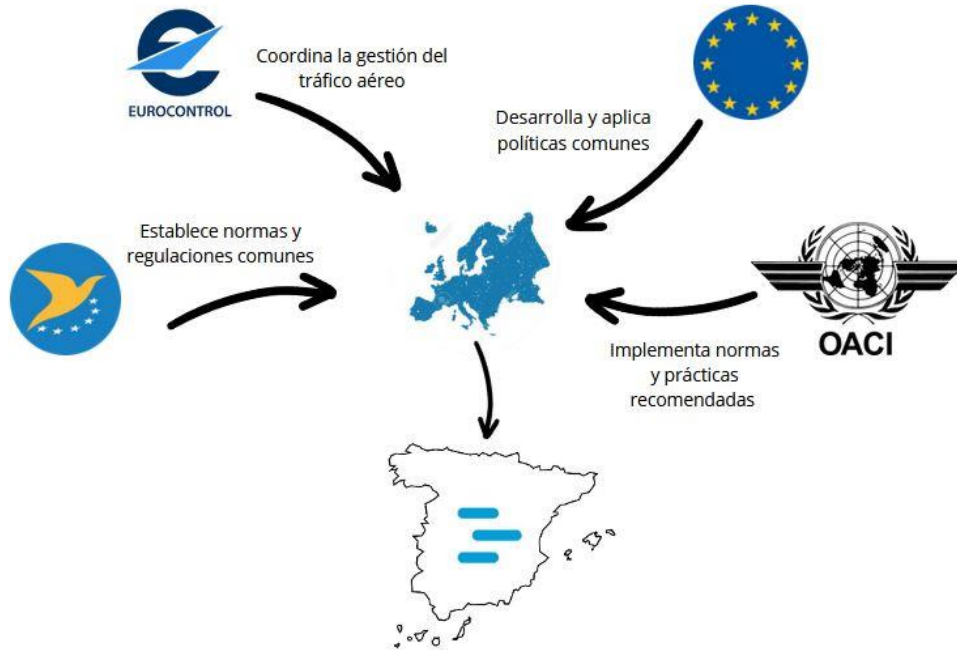 Coordina la gestión del
tráfico aéreo
EUROCONTROL
Desarrolla y aplica
políticas comunes
Establece normas y
regulaciones comunes
OACI
Implementa normas
y prácticas
recomendadas